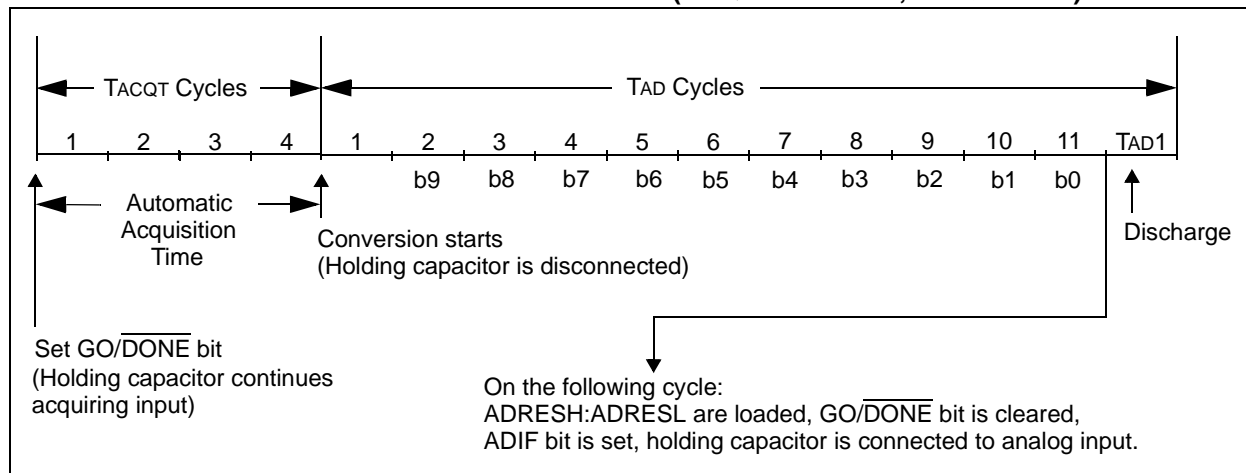 TACQT Cycles
TAD Cycles
1 2 3 4 1 2 3 4 5 6 7 8 9 10 11 TAD1
b9 b8 b7 b6 b5 b4 b3 b2 b1 b0
Automatic
Acquisition
Time
Conversion starts
(Holding capacitor is disconnected)
Discharge
Set GO/DONE bit
(Holding capacitor continues
acquiring input)
On the following cycle:
ADRESH:ADRESL are loaded, GO/DONE bit is cleared,
ADIF bit is set, holding capacitor is connected to analog input.